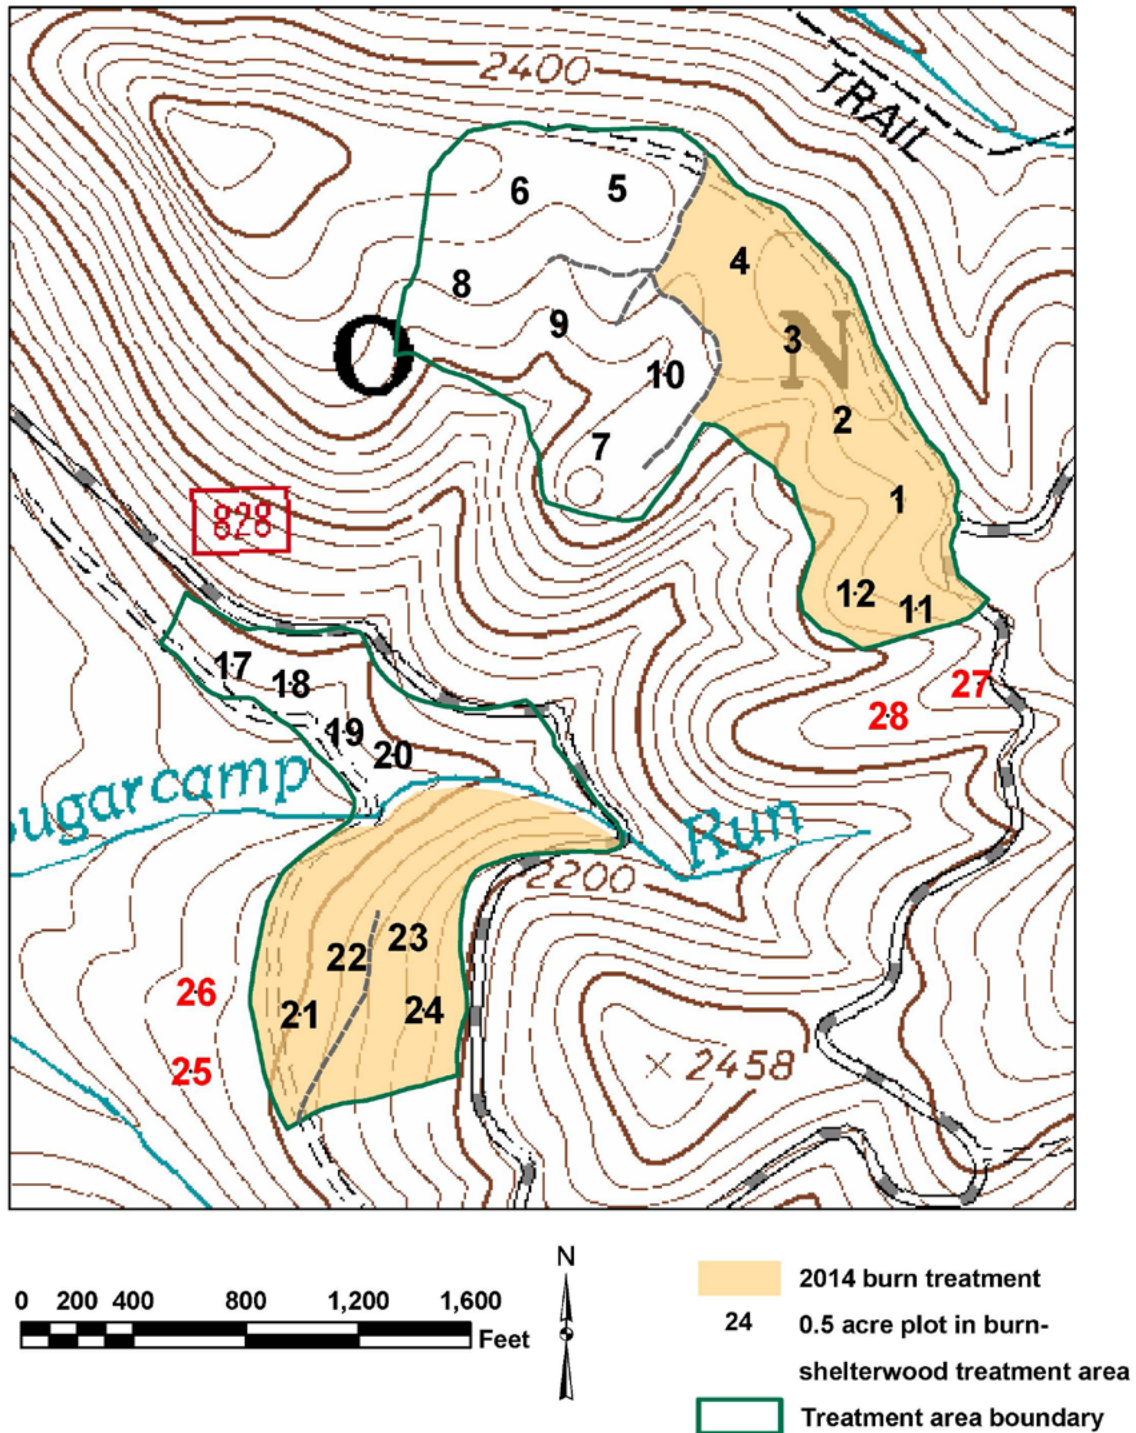 2400
TRAIL
6
5
4
8
N
3
9
O
10
2
7
1
828
12
11
17
18
27
28
19
20
ugarcamp
Run
2200
23
22
26
21
24
25
× 2458
N
0 200 400 800 1,200 1,600
Feet
2014 burn treatment
24 0.5 acre plot in burn-
shelterwood treatment area
Treatment area boundary